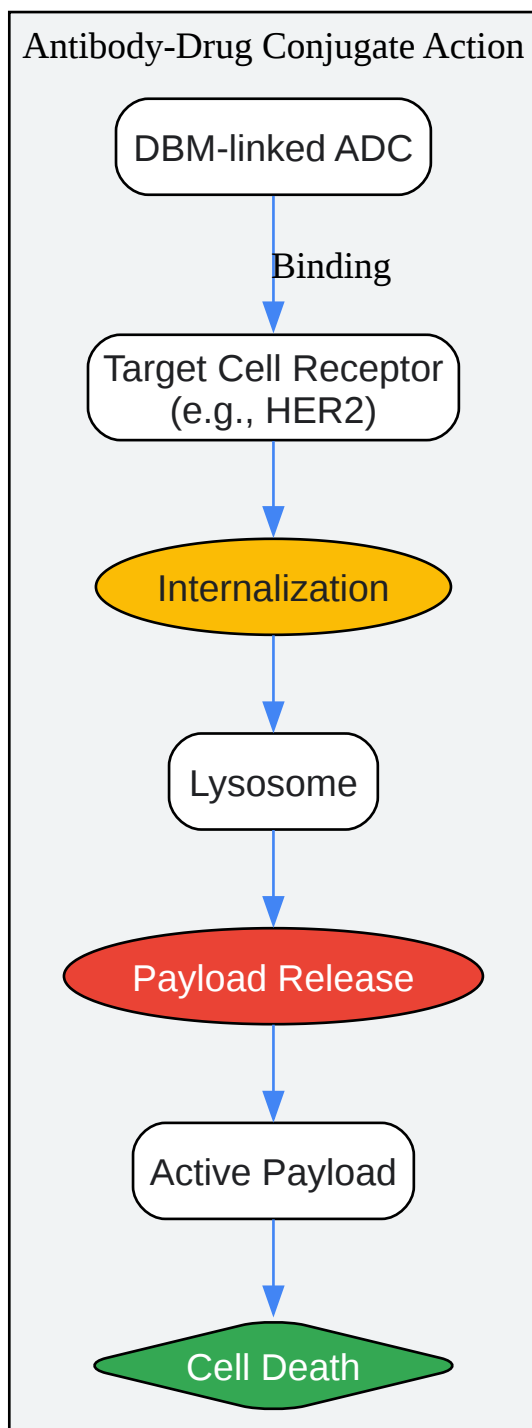 Antibody-Drug Conjugate Action
DBM-linked ADC
Binding
Target Cell Receptor
(e.g., HER2)
Internalization
Lysosome
Payload Release
Active Payload
Cell Death